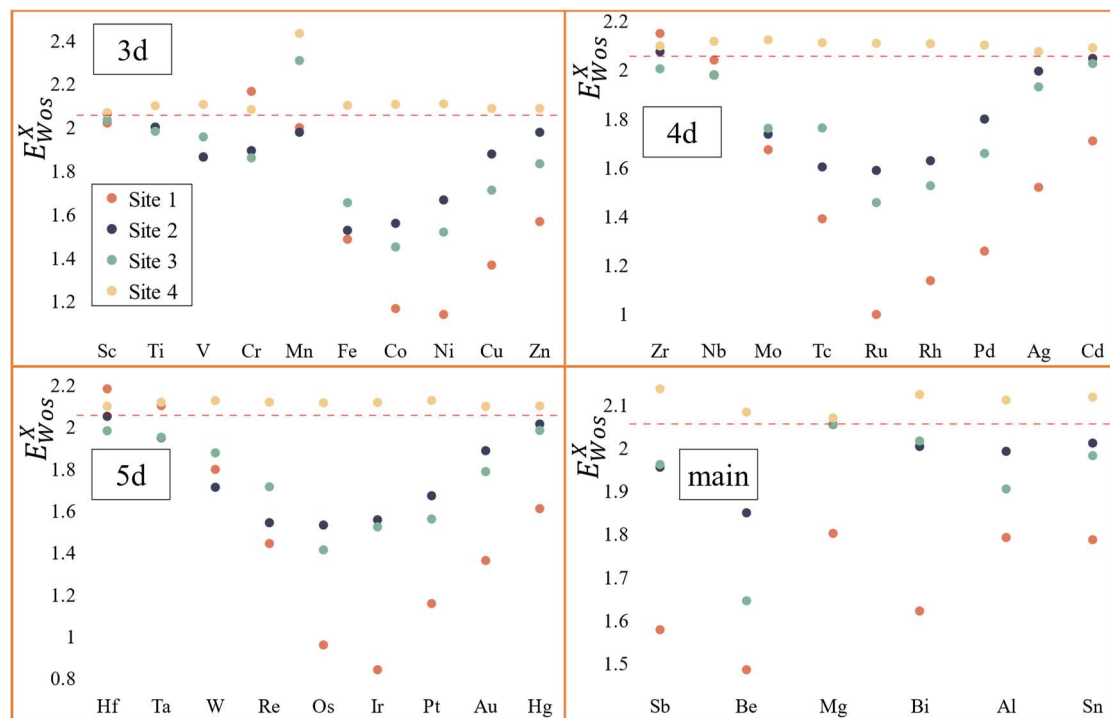 3d
E^X_Wos
2.4
2.2
2
1.8
1.6
1.4
1.2
Site 1
Site 2
Site 3
Site 4
Sc Ti V Cr Mn Fe Co Ni Cu Zn
4d
E^X_Wos
2.2
2
1.8
1.6
1.4
1.2
1
Zr Nb Mo Tc Ru Rh Pd Ag Cd
5d
E^X_Wos
2.2
2
1.8
1.6
1.4
1.2
1
0.8
Hf Ta W Re Os Ir Pt Au Hg
main
E^X_Wos
2.1
2
1.9
1.8
1.7
1.6
1.5
Sb Be Mg Bi Al Sn